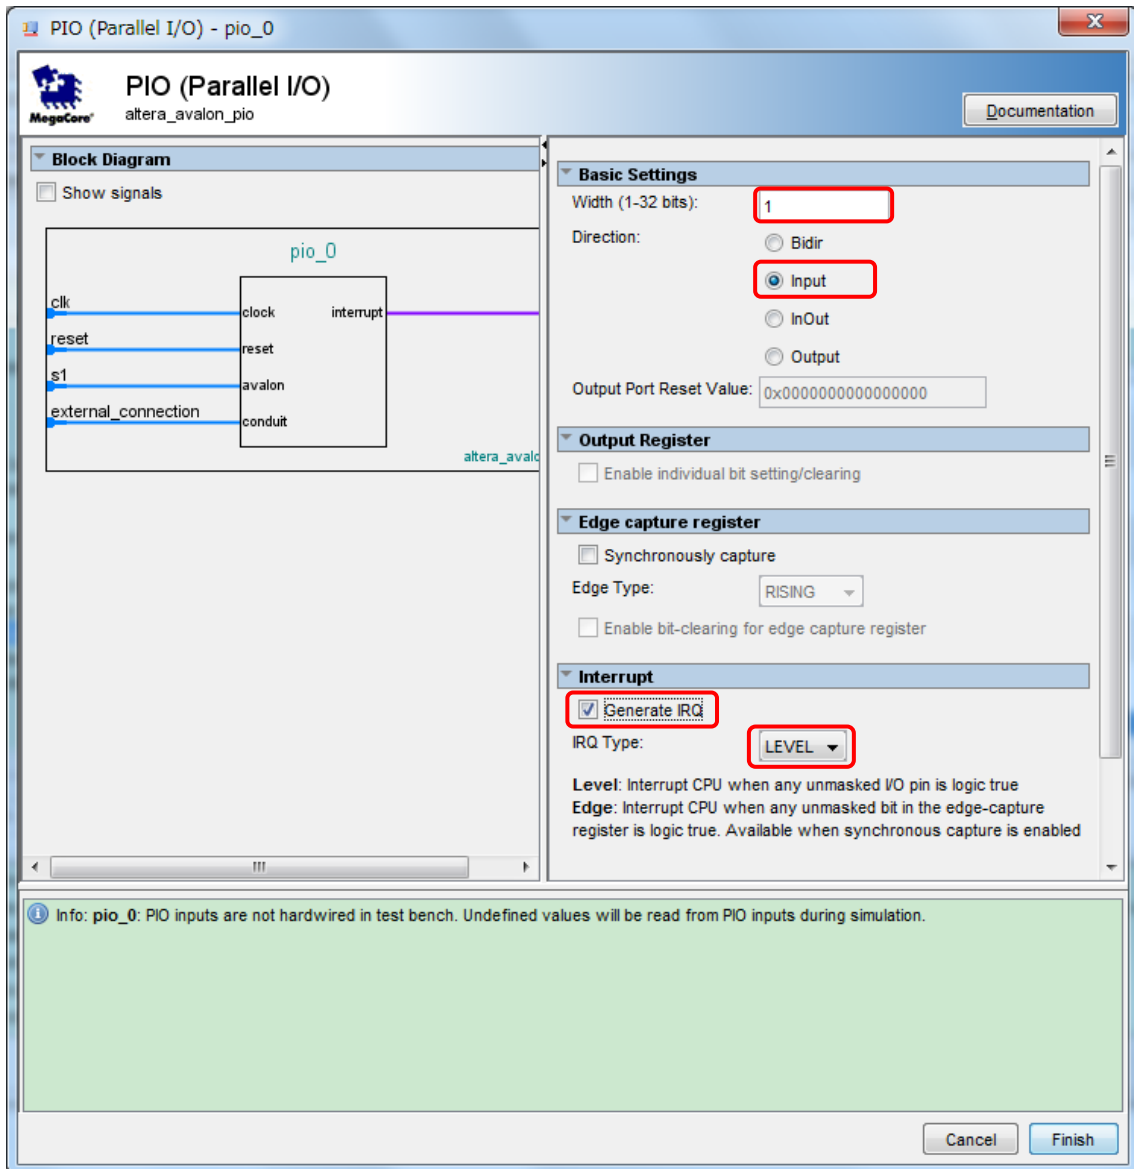 PIO (Parallel I/O) - pio_0
MegaCore®
PIO (Parallel I/O)
altera_avalon_pio
Documentation
Block Diagram
Show signals
pio_0
clk
clock
interrupt
reset
reset
s1
avalon
external_connection
conduit
altera_avalo
Basic Settings
Width (1-32 bits):
1
Direction:
Bidir
Input
InOut
Output
Output Port Reset Value:
0x0000000000000000
Output Register
Enable individual bit setting/clearing
Edge capture register
Synchronously capture
Edge Type:
RISING
Enable bit-clearing for edge capture register
Interrupt
Generate IRQ
IRQ Type:
LEVEL
Level: Interrupt CPU when any unmasked I/O pin is logic true
Edge: Interrupt CPU when any unmasked bit in the edge-capture
register is logic true. Available when synchronous capture is enabled
Info: pio_0: PIO inputs are not hardwired in test bench. Undefined values will be read from PIO inputs during simulation.
Cancel
Finish